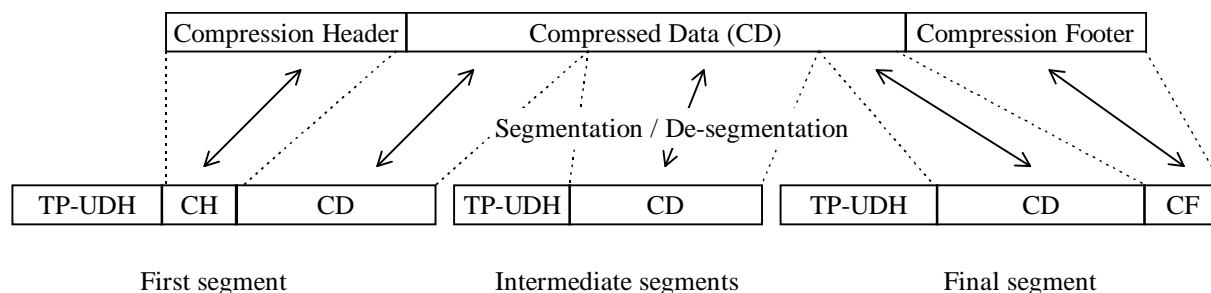 Compression Header Compressed Data (CD) Compression Footer
Segmentation / De-segmentation
TP-UDH CH CD TP-UDH CD TP-UDH CD CF
First segment Intermediate segments Final segment